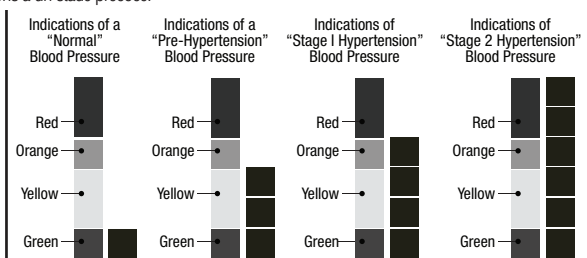 Indications of a
“Normal”
Blood Pressure
Red
Orange
Yellow
Green
Indications of a
“Pre-Hypertension”
Blood Pressure
Red
Orange
Yellow
Green
Indications of
“Stage I Hypertension”
Blood Pressure
Red
Orange
Yellow
Green
Indications of
“Stage 2 Hypertension”
Blood Pressure
Red
Orange
Yellow
Green